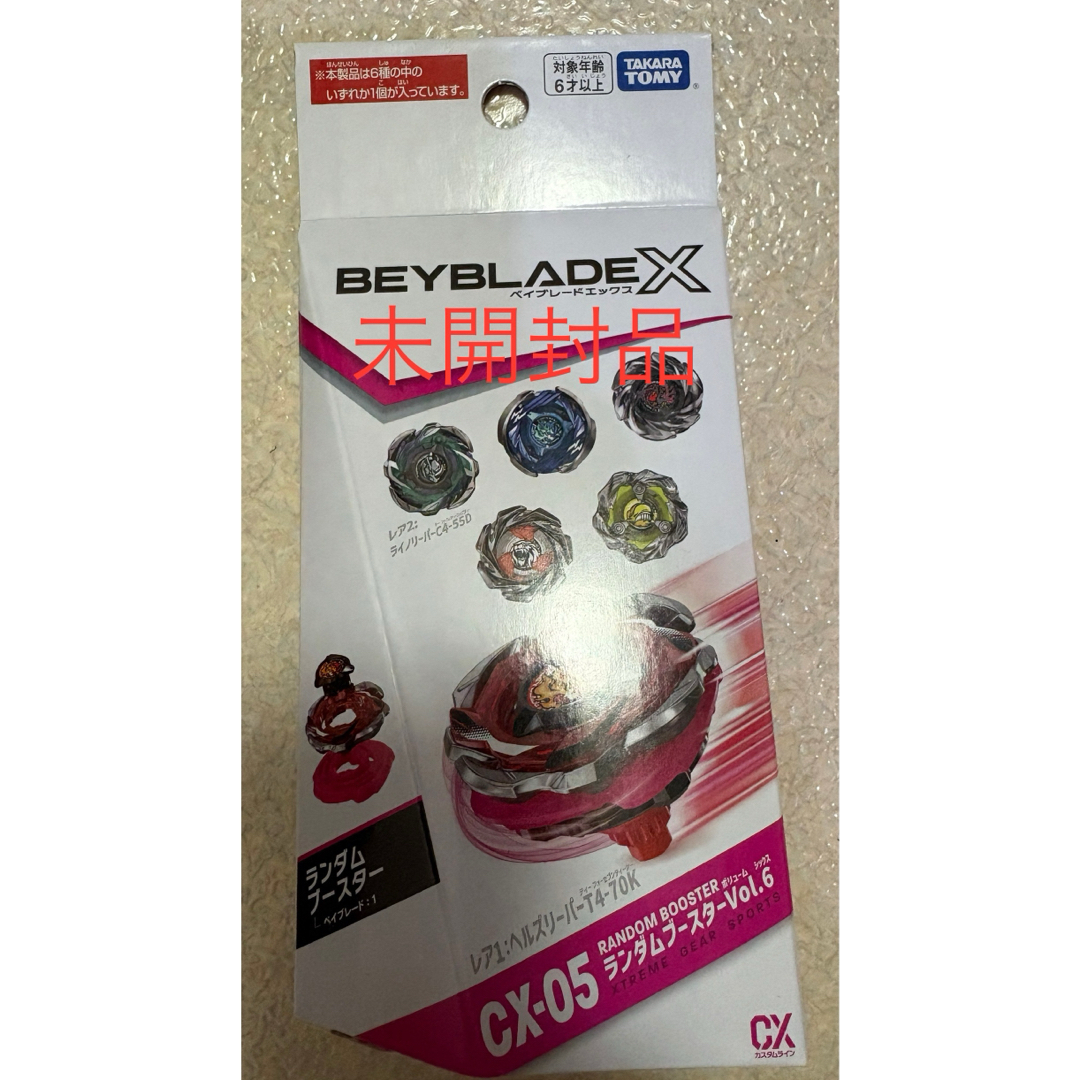 ※本製品は6種の中の
いずれか1個が入っています。
対象年齢
6才以上
TAKARA
TOMY
BEYBLADE X
ベイブレードエックス
未開封品
レア2:
ライノリーパーC4-55D
ランダム
ブースター
ベイブレード:1
レア1:ヘルズリーパーT4-70K
CX-05
RANDOM BOOSTER
ランダムブースターVol.6
XTREME GEAR SPORTS
CX
カスタムライン